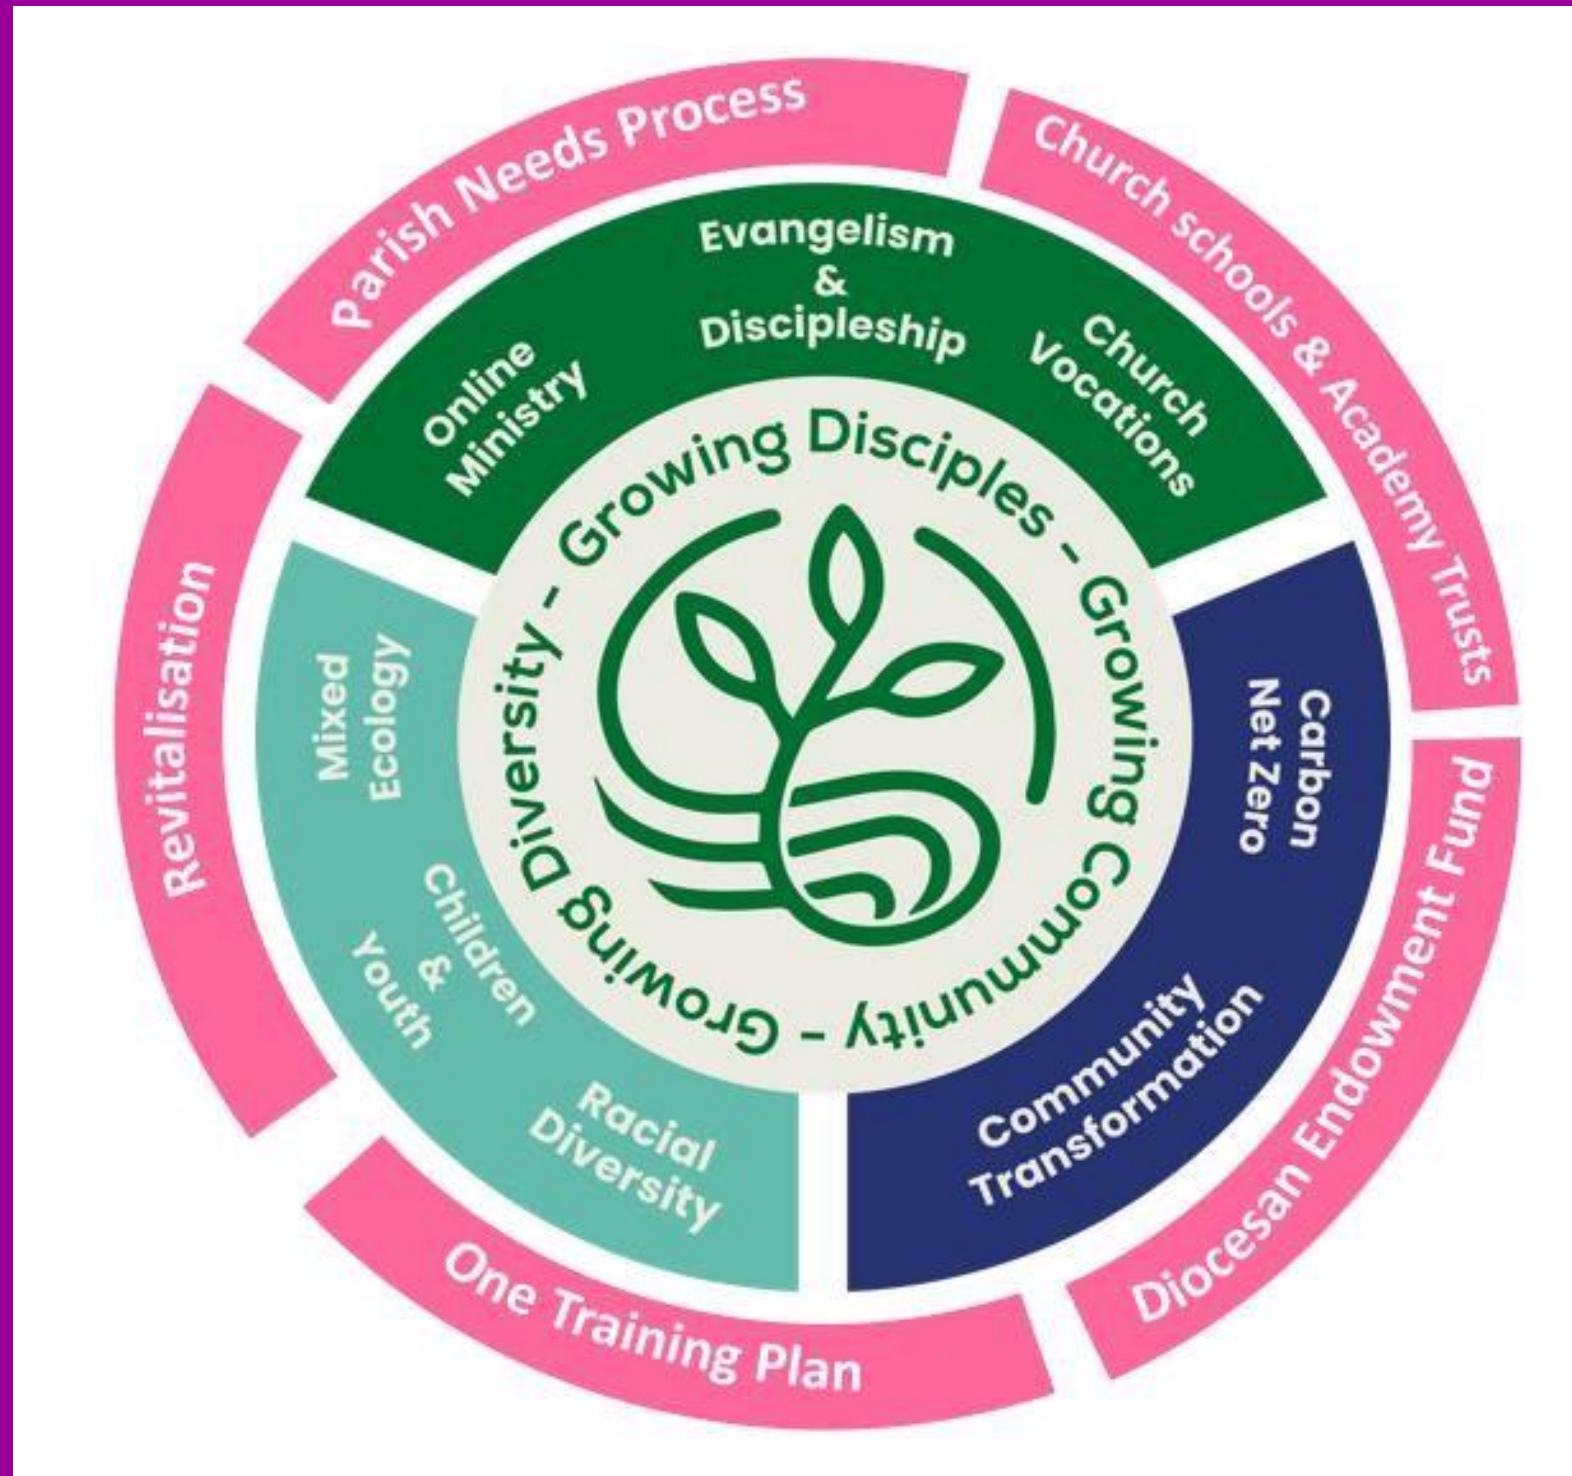 Parish Needs Process
Church schools & Academy Trusts
Diocesan Endowment Fund
One Training Plan
Revitalisation
Online
Ministry
Evangelism
&
Discipleship
Church
Vocations
Carbon
Net Zero
Community
Transformation
Racial
Diversity
Children
&
Youth
Mixed
Ecology
Growing Disciples - Growing Community - Growing Diversity -